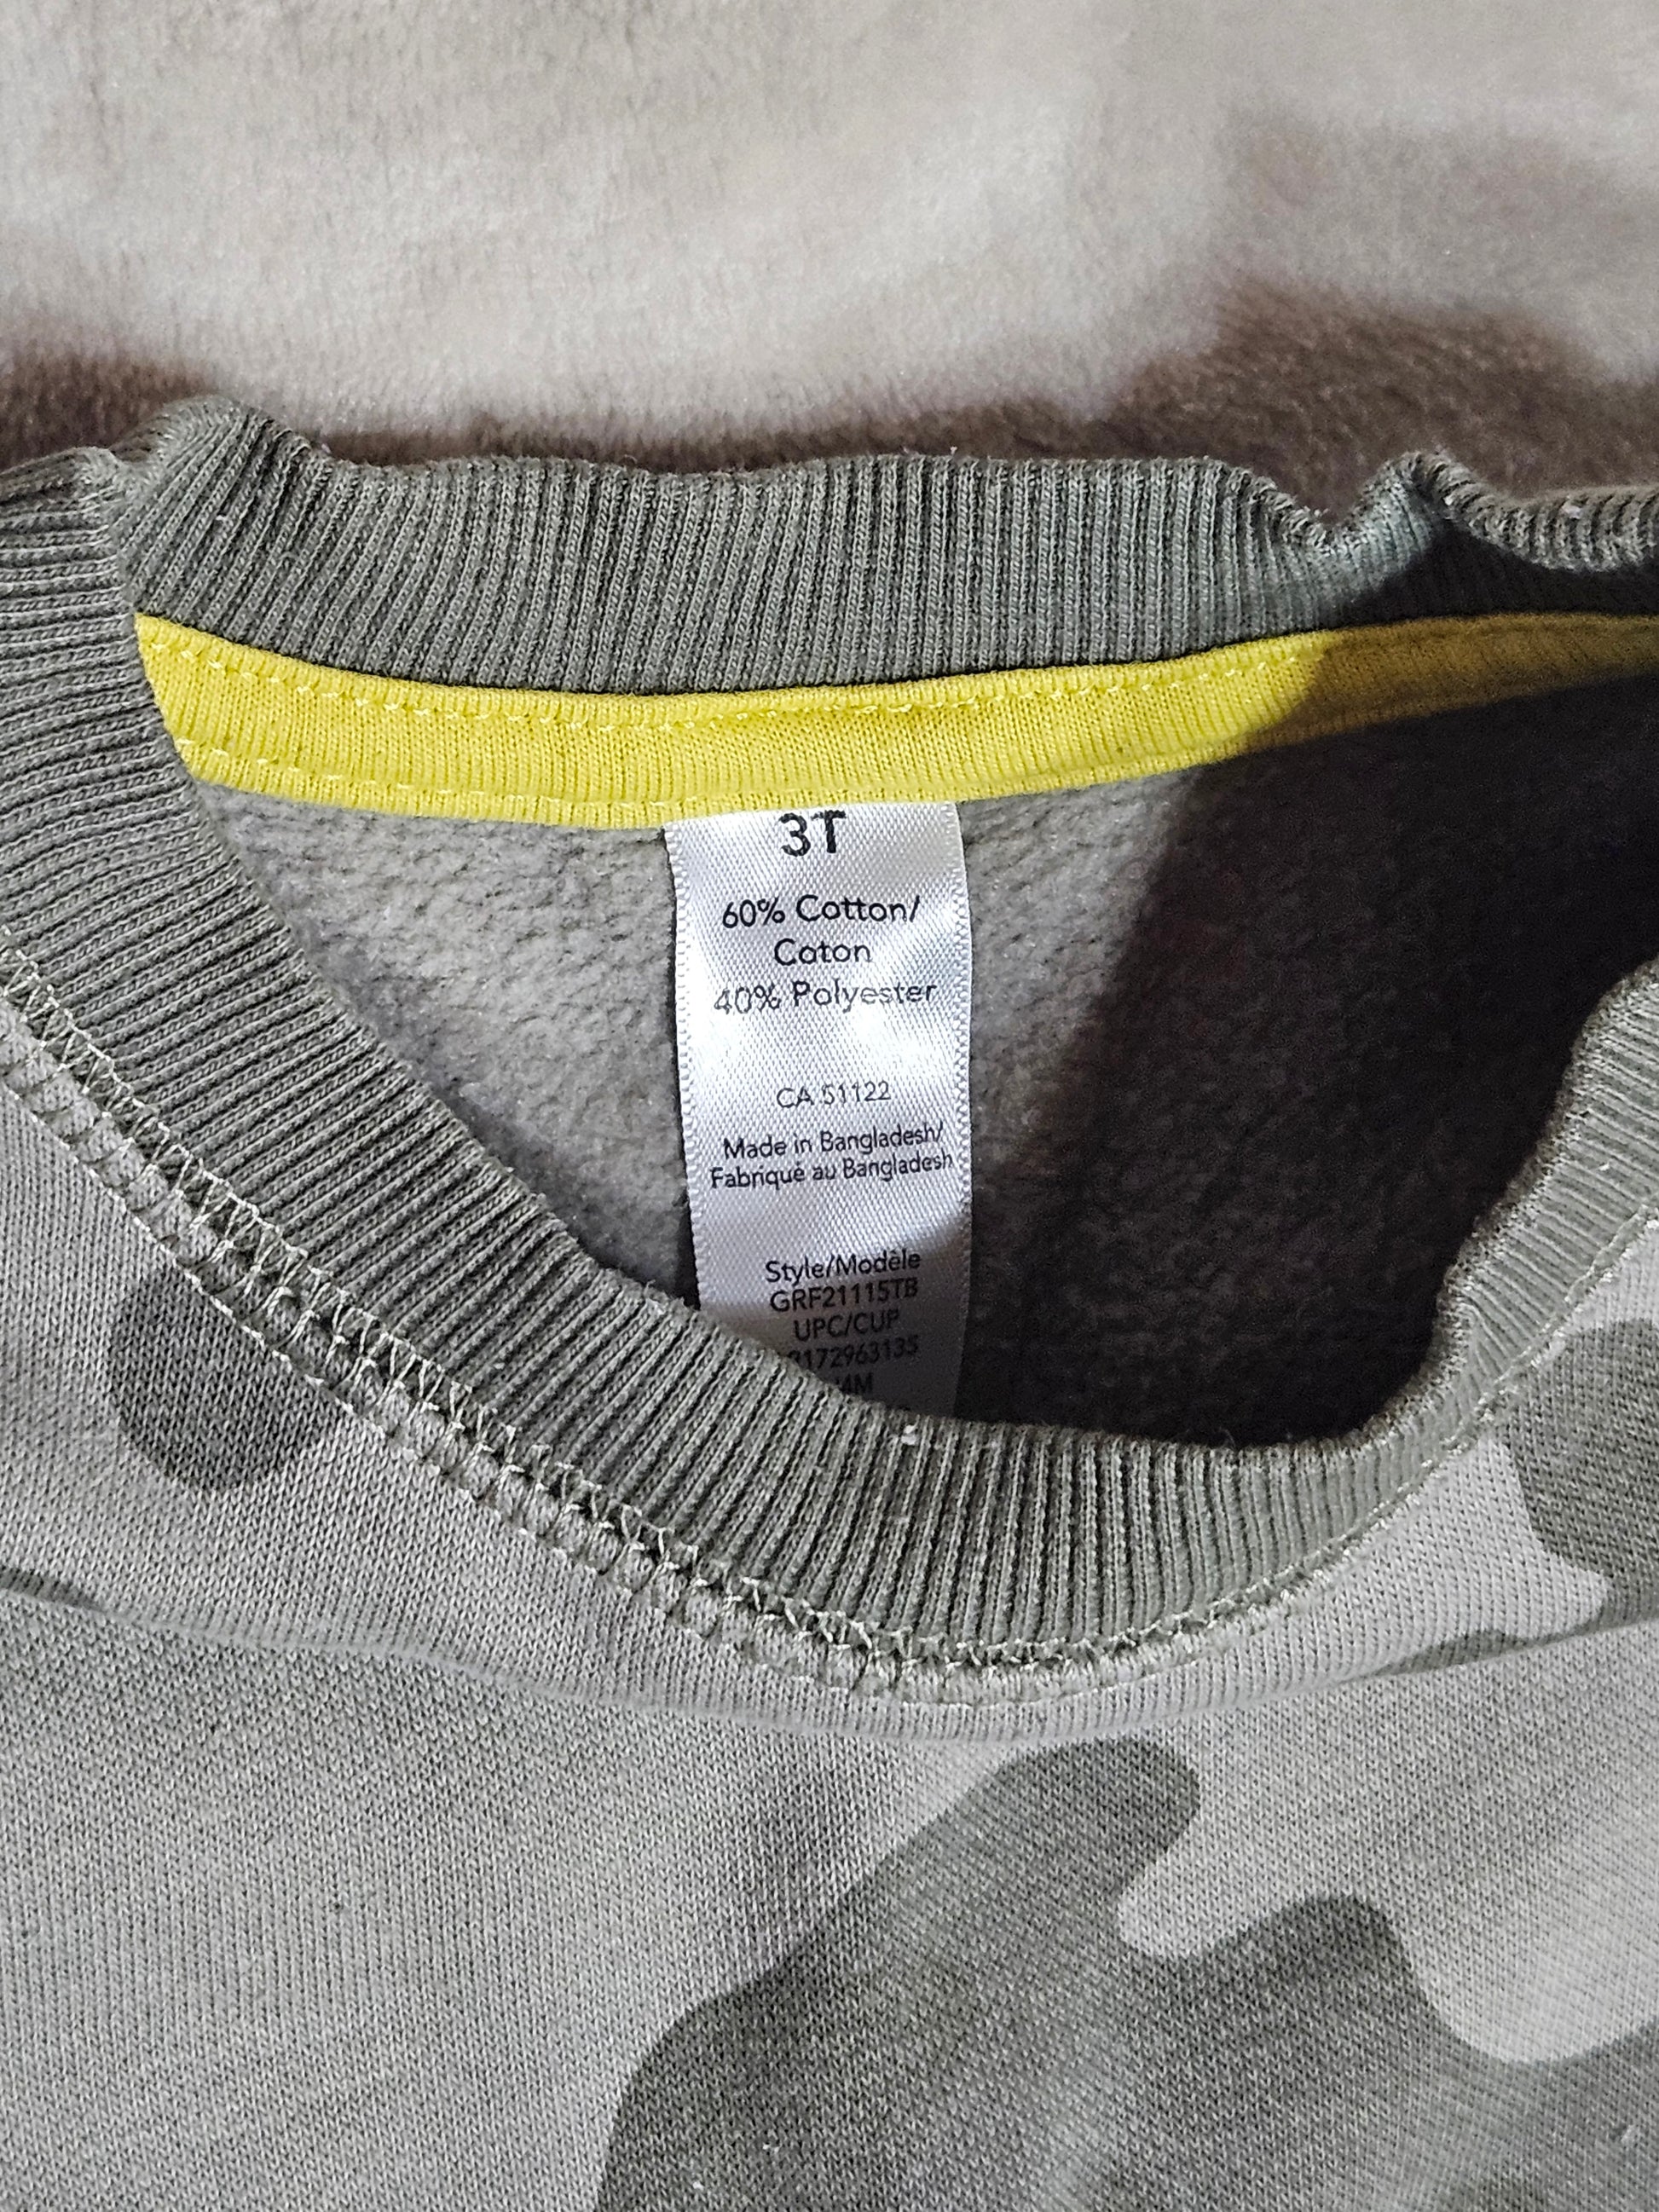 3T
60% Cotton/
Coton
40% Polyester
CA 51122
Made in Bangladesh/
Fabriqué au Bangladesh
Style/Modèle
GRF21115TB
UPC/CUP